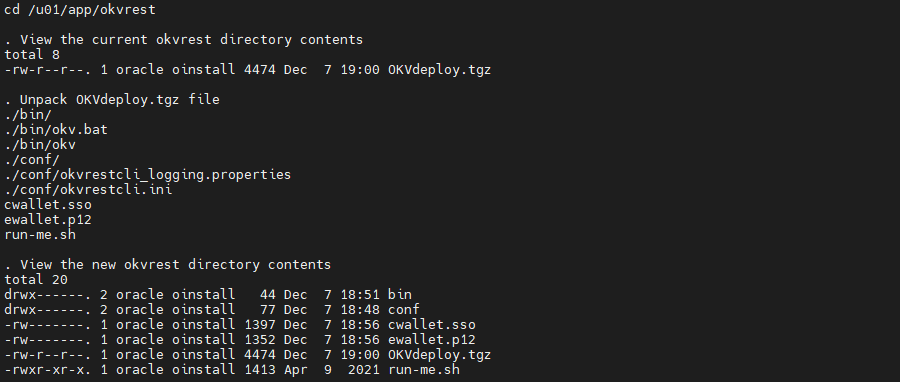 cd /u01/app/okvrest
. View the current okvrest directory contents
total 8
-rw-r--r--. 1 oracle oinstall 4474 Dec  7 19:00 OKVdeploy.tgz
. Unpack OKVdeploy.tgz file
./bin/
./bin/okv.bat
./bin/okv
./conf/
./conf/okvrestcli_logging.properties
./conf/okvrestcli.ini
cwallet.sso
ewallet.p12
run-me.sh
. View the new okvrest directory contents
total 20
drwx------. 2 oracle oinstall   44 Dec  7 18:51 bin
drwx------. 2 oracle oinstall   77 Dec  7 18:48 conf
-rw-------. 1 oracle oinstall 1397 Dec  7 18:56 cwallet.sso
-rw-------. 1 oracle oinstall 1352 Dec  7 18:56 ewallet.p12
-rw-r--r--. 1 oracle oinstall 4474 Dec  7 19:00 OKVdeploy.tgz
-rwxr-xr-x. 1 oracle oinstall 1413 Apr  9  2021 run-me.sh